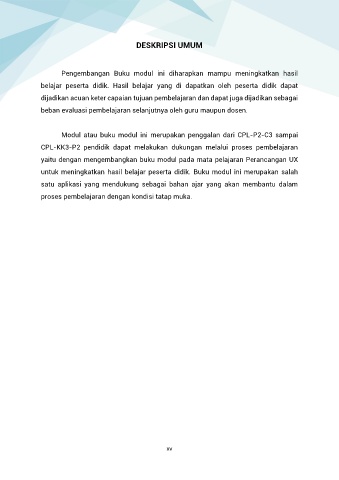 DESKRIPSI UMUM
Pengembangan Buku modul ini diharapkan mampu meningkatkan hasil
belajar peserta didik. Hasil belajar yang di dapatkan oleh peserta didik dapat
dijadikan acuan keter capaian tujuan pembelajaran dan dapat juga dijadikan sebagai
beban evaluasi pembelajaran selanjutnya oleh guru maupun dosen.
Modul atau buku modul ini merupakan penggalan dari CPL-P2-C3 sampai
CPL-KK3-P2 pendidik dapat melakukan dukungan melalui proses pembelajaran
yaitu dengan mengembangkan buku modul pada mata pelajaran Perancangan UX
untuk meningkatkan hasil belajar peserta didik. Buku modul ini merupakan salah
satu aplikasi yang mendukung sebagai bahan ajar yang akan membantu dalam
proses pembelajaran dengan kondisi tatap muka.
xv